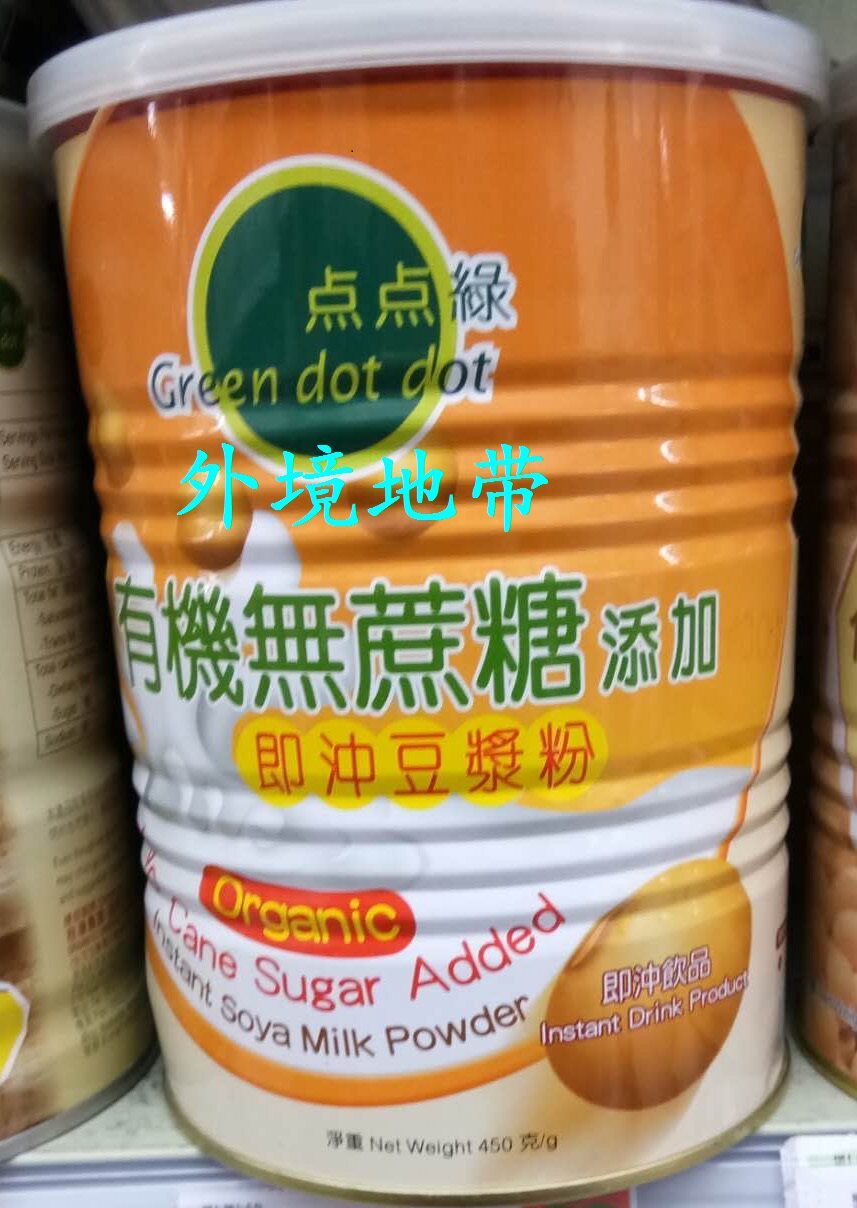 点点綠
Green dot dot
外境地带
有機無蔗糖添加
即沖豆漿粉
Organic
Cane Sugar Added
Instant Soya Milk Powder
即沖飲品
Instant Drink Product
淨重 Net Weight 450 克/g